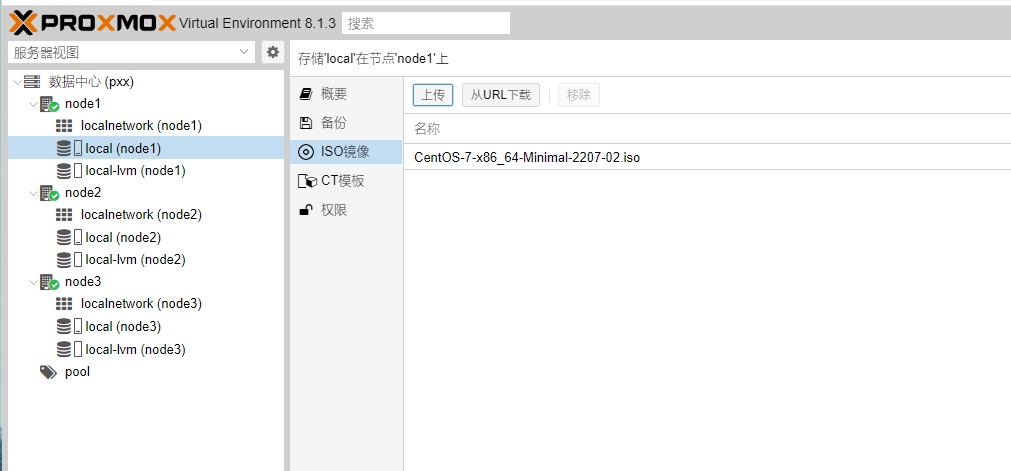 PROXMOX Virtual Environment 8.1.3 搜索
服务器视图
数据中心 (pxx)
node1
localnetwork (node1)
local (node1)
local-lvm (node1)
node2
localnetwork (node2)
local (node2)
local-lvm (node2)
node3
localnetwork (node3)
local (node3)
local-lvm (node3)
pool
存储'local'在节点'node1'上
概要
备份
ISO镜像
CT模板
权限
上传 从URL下载 移除
名称
CentOS-7-x86_64-Minimal-2207-02.iso